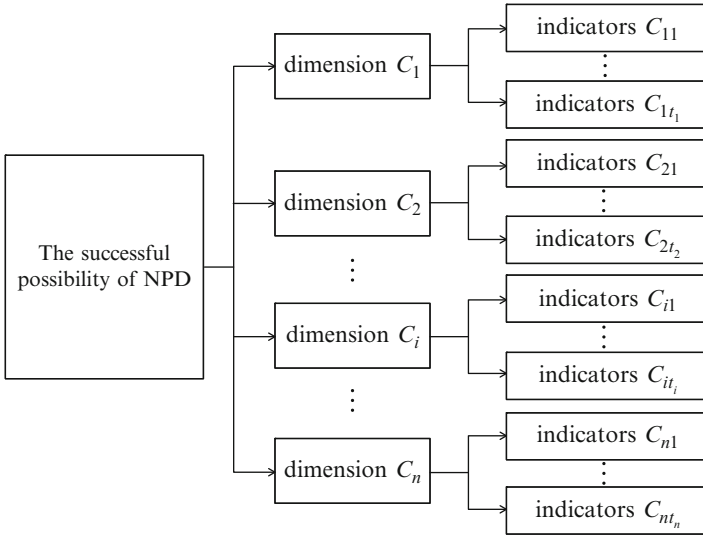 The successful
possibility of NPD
dimension C₁
indicators C₁₁
⋮
indicators C₁ₜ₁
dimension C₂
indicators C₂₁
⋮
indicators C₂ₜ₂
⋮
dimension Cᵢ
indicators Cᵢ₁
⋮
indicators Cᵢₜᵢ
⋮
dimension Cₙ
indicators Cₙ₁
⋮
indicators Cₙₜₙ